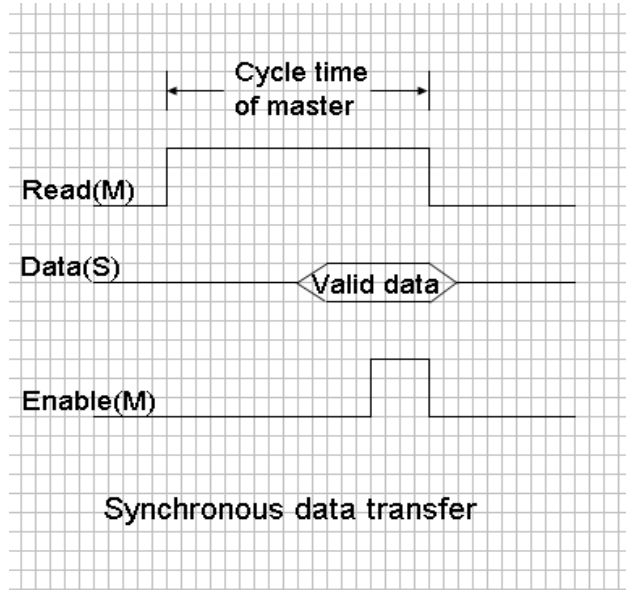 Cycle time
of master
Read(M)
Data(S)
Valid data
Enable(M)
Synchronous data transfer